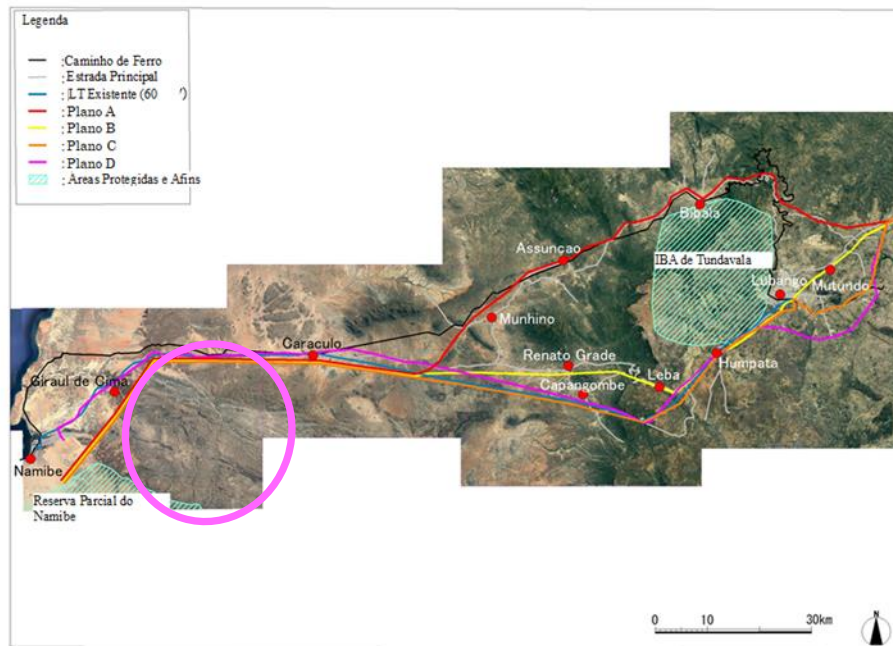 Legenda
:Caminho de Ferro
:Estrada Principal
:LT Existente (60 ')
:Plano A
:Plano B
:Plano C
:Plano D
:Areas Protegidas e Afins
Bibala
Assunçao
IBA de Tundavala
Lubango
Mutundo
Munhino
Caraculo
Renato Grade
Humpata
Giraul de Cima
Leba
Capangombe
Namibe
Reserva Parcial do
Namibe
0 10 30km
N